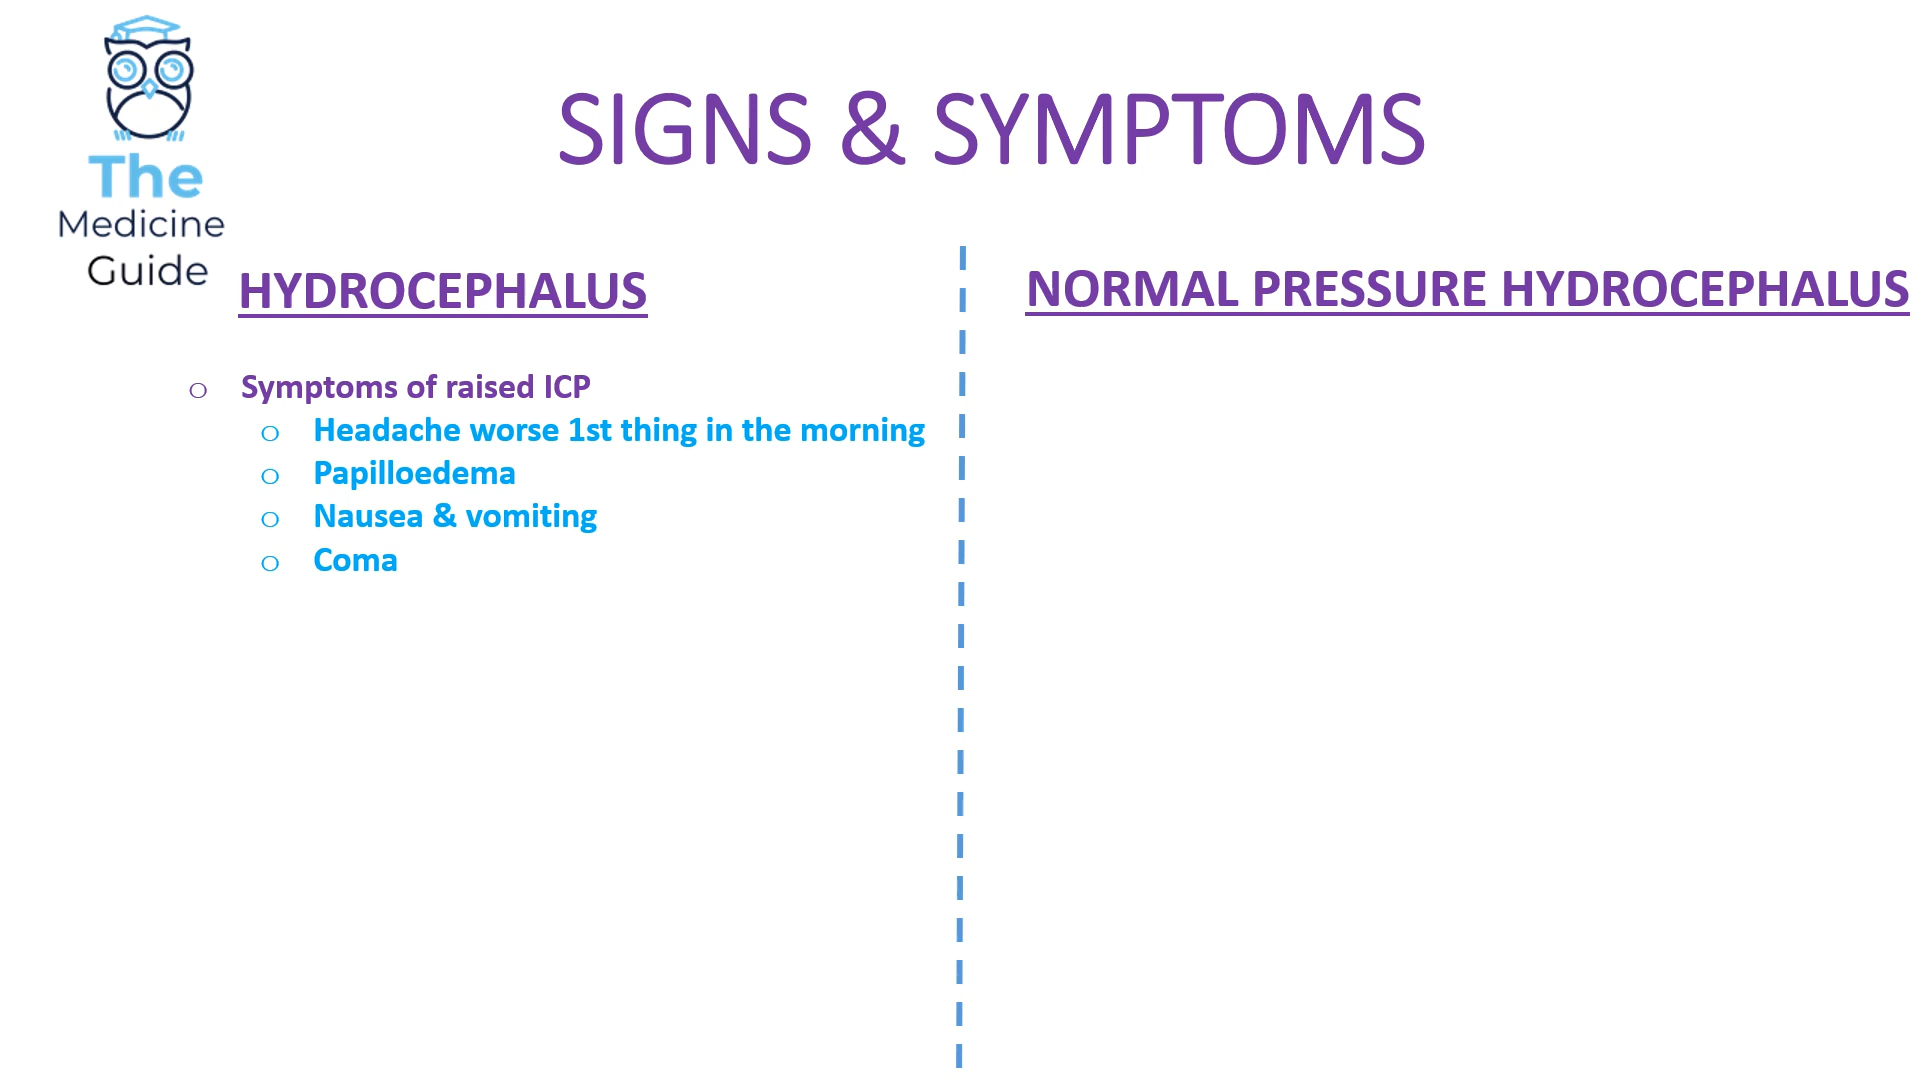 The
Medicine
Guide
SIGNS & SYMPTOMS
HYDROCEPHALUS
o Symptoms of raised ICP
o Headache worse 1st thing in the morning
o Papilloedema
o Nausea & vomiting
o Coma
NORMAL PRESSURE HYDROCEPHALUS